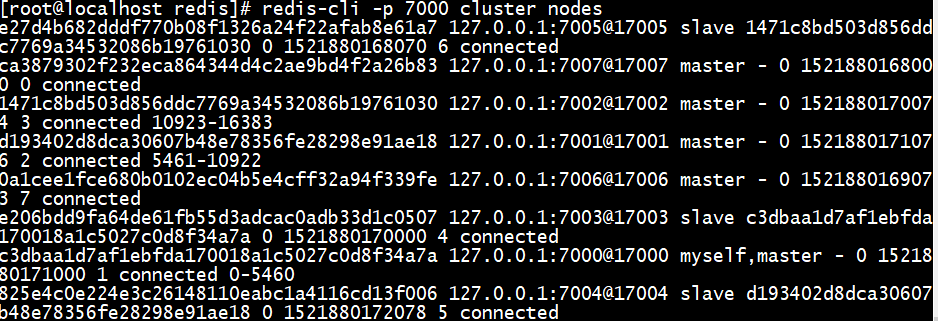 [root@localhost redis]# redis-cli -p 7000 cluster nodes
e27d4b682dddf770b08f1326a24f22afab8e61a7 127.0.0.1:7005@17005 slave 1471c8bd503d856dd
c7769a34532086b19761030 0 1521880168070 6 connected
ca3879302f232eca864344d4c2ae9bd4f2a26b83 127.0.0.1:7007@17007 master - 0 152188016800
0 0 connected
1471c8bd503d856ddc7769a34532086b19761030 127.0.0.1:7002@17002 master - 0 152188017007
4 3 connected 10923-16383
d193402d8dca30607b48e78356fe28298e91ae18 127.0.0.1:7001@17001 master - 0 152188017107
6 2 connected 5461-10922
0a1cee1fce680b0102ec04b5e4cff32a94f339fe 127.0.0.1:7006@17006 master - 0 152188016907
3 7 connected
e206bdd9fa64de61fb55d3adcac0adb33d1c0507 127.0.0.1:7003@17003 slave c3dbaa1d7af1ebfda
170018a1c5027c0d8f34a7a 0 1521880170000 4 connected
c3dbaa1d7af1ebfda170018a1c5027c0d8f34a7a 127.0.0.1:7000@17000 myself,master - 0 15218
80171000 1 connected 0-5460
825e4c0e224e3c26148110eabc1a4116cd13f006 127.0.0.1:7004@17004 slave d193402d8dca30607
b48e78356fe28298e91ae18 0 1521880172078 5 connected